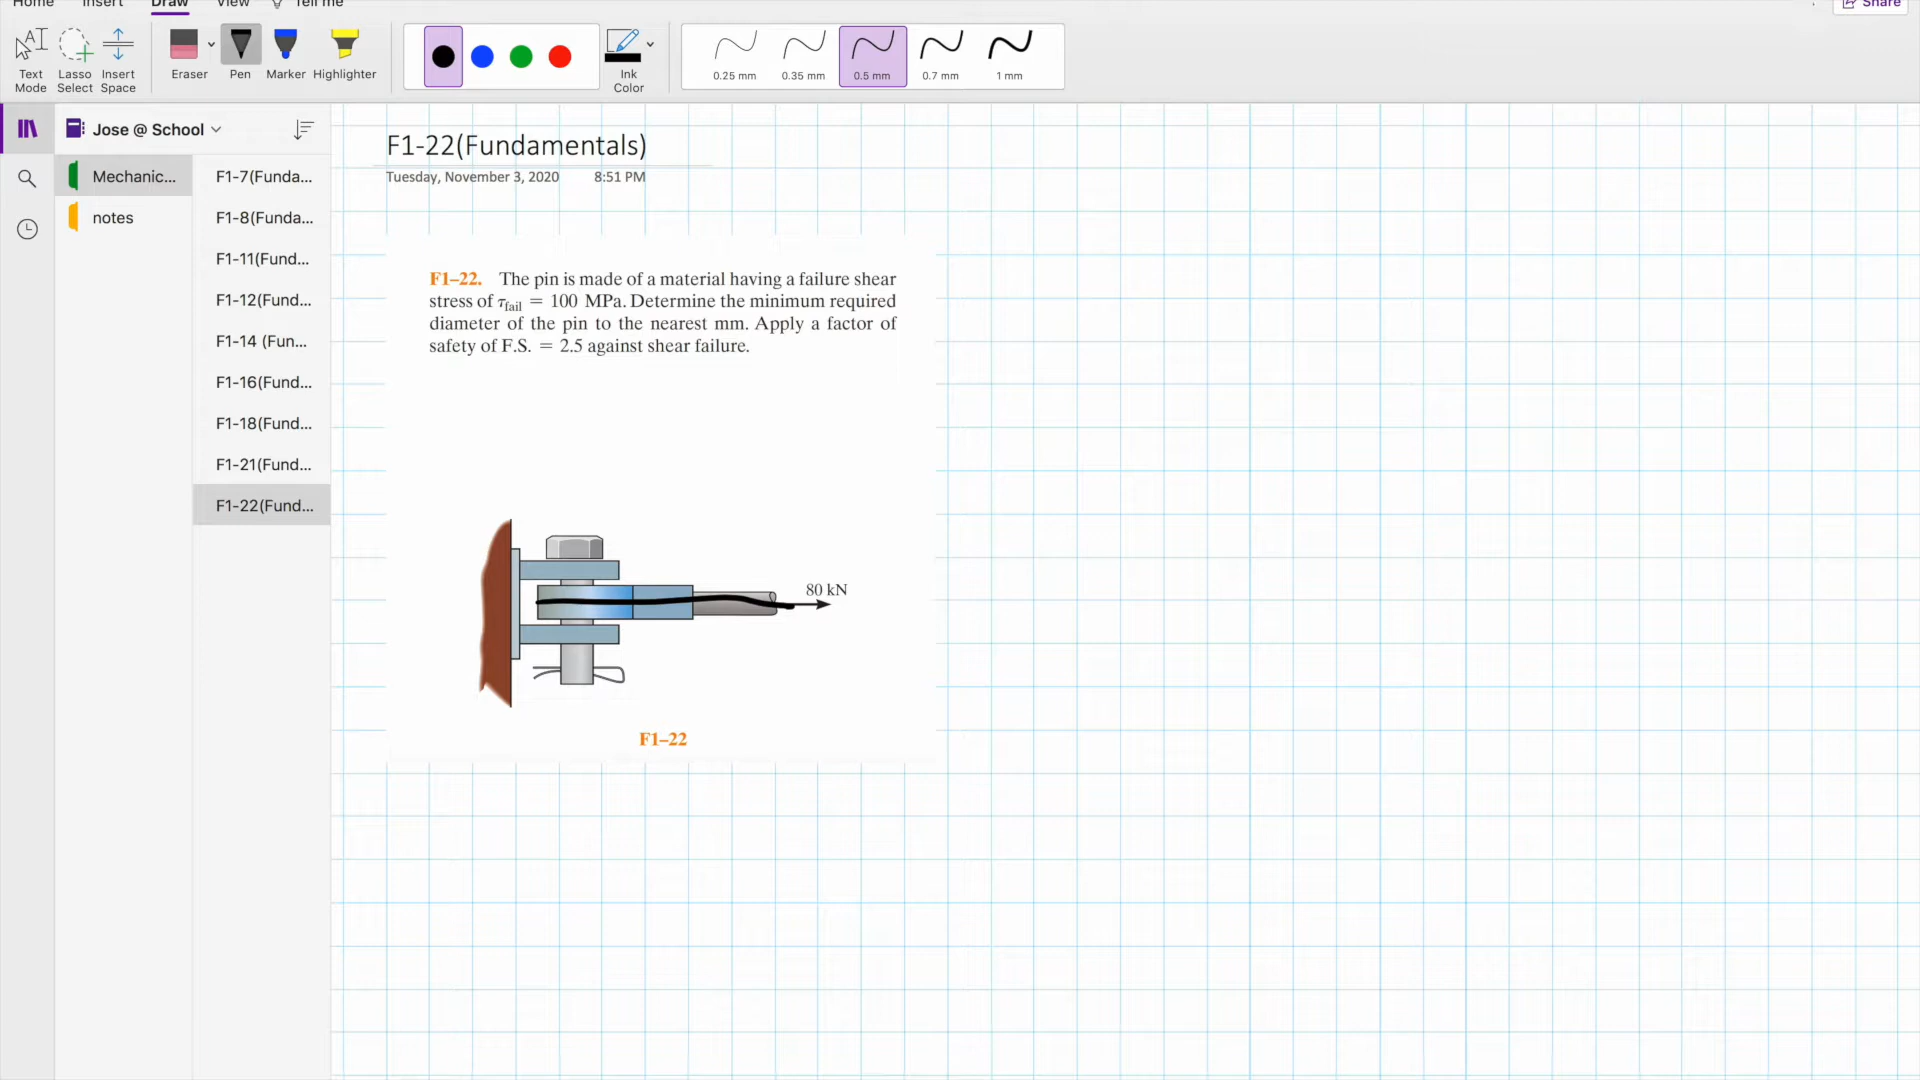 Home Insert Draw View Tell me Share
Text Mode
Lasso Select
Insert Space
Eraser
Pen
Marker
Highlighter
Ink Color
0.25 mm
0.35 mm
0.5 mm
0.7 mm
1 mm
Jose @ School
Mechanic...
notes
F1-7(Funda...
F1-8(Funda...
F1-11(Fund...
F1-12(Fund...
F1-14 (Fun...
F1-16(Fund...
F1-18(Fund...
F1-21(Fund...
F1-22(Fund...
F1-22(Fundamentals)
Tuesday, November 3, 2020 8:51 PM
F1–22. The pin is made of a material having a failure shear
stress of τfail = 100 MPa. Determine the minimum required
diameter of the pin to the nearest mm. Apply a factor of
safety of F.S. = 2.5 against shear failure.
80 kN
F1–22